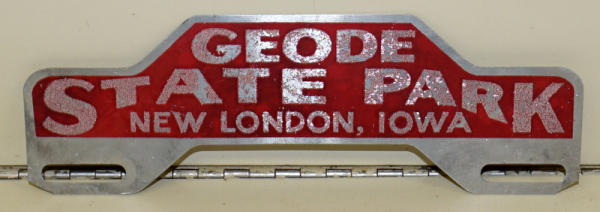 GEODE
STATE PARK
NEW LONDON, IOWA